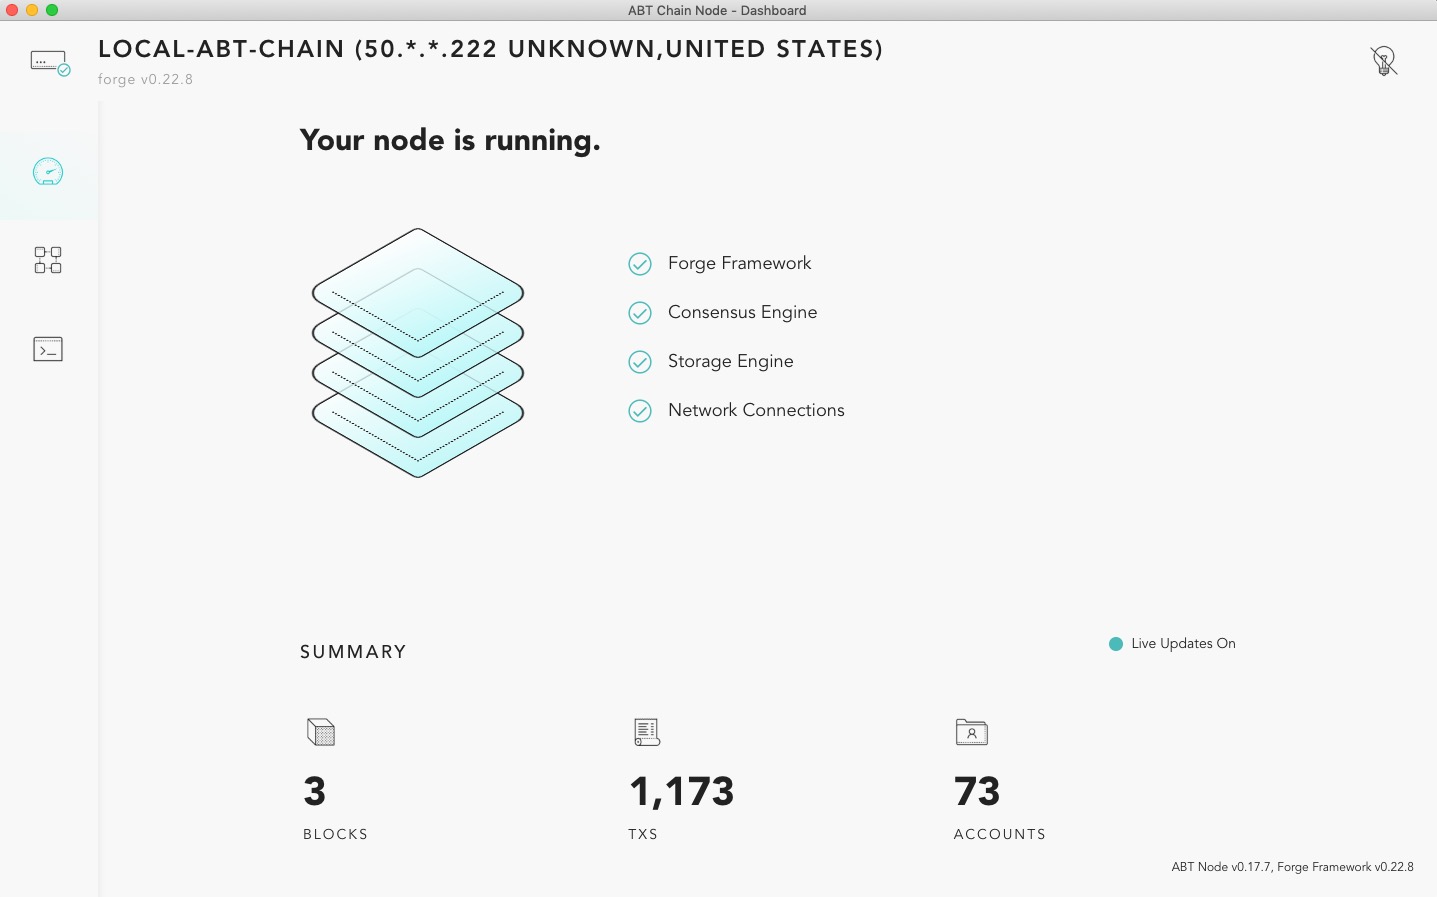 ABT Chain Node - Dashboard
LOCAL-ABT-CHAIN (50.*.*.222 UNKNOWN,UNITED STATES)
forge v0.22.8
Your node is running.
Forge Framework
Consensus Engine
Storage Engine
Network Connections
SUMMARY
Live Updates On
3
BLOCKS
1,173
TXS
73
ACCOUNTS
ABT Node v0.17.7, Forge Framework v0.22.8